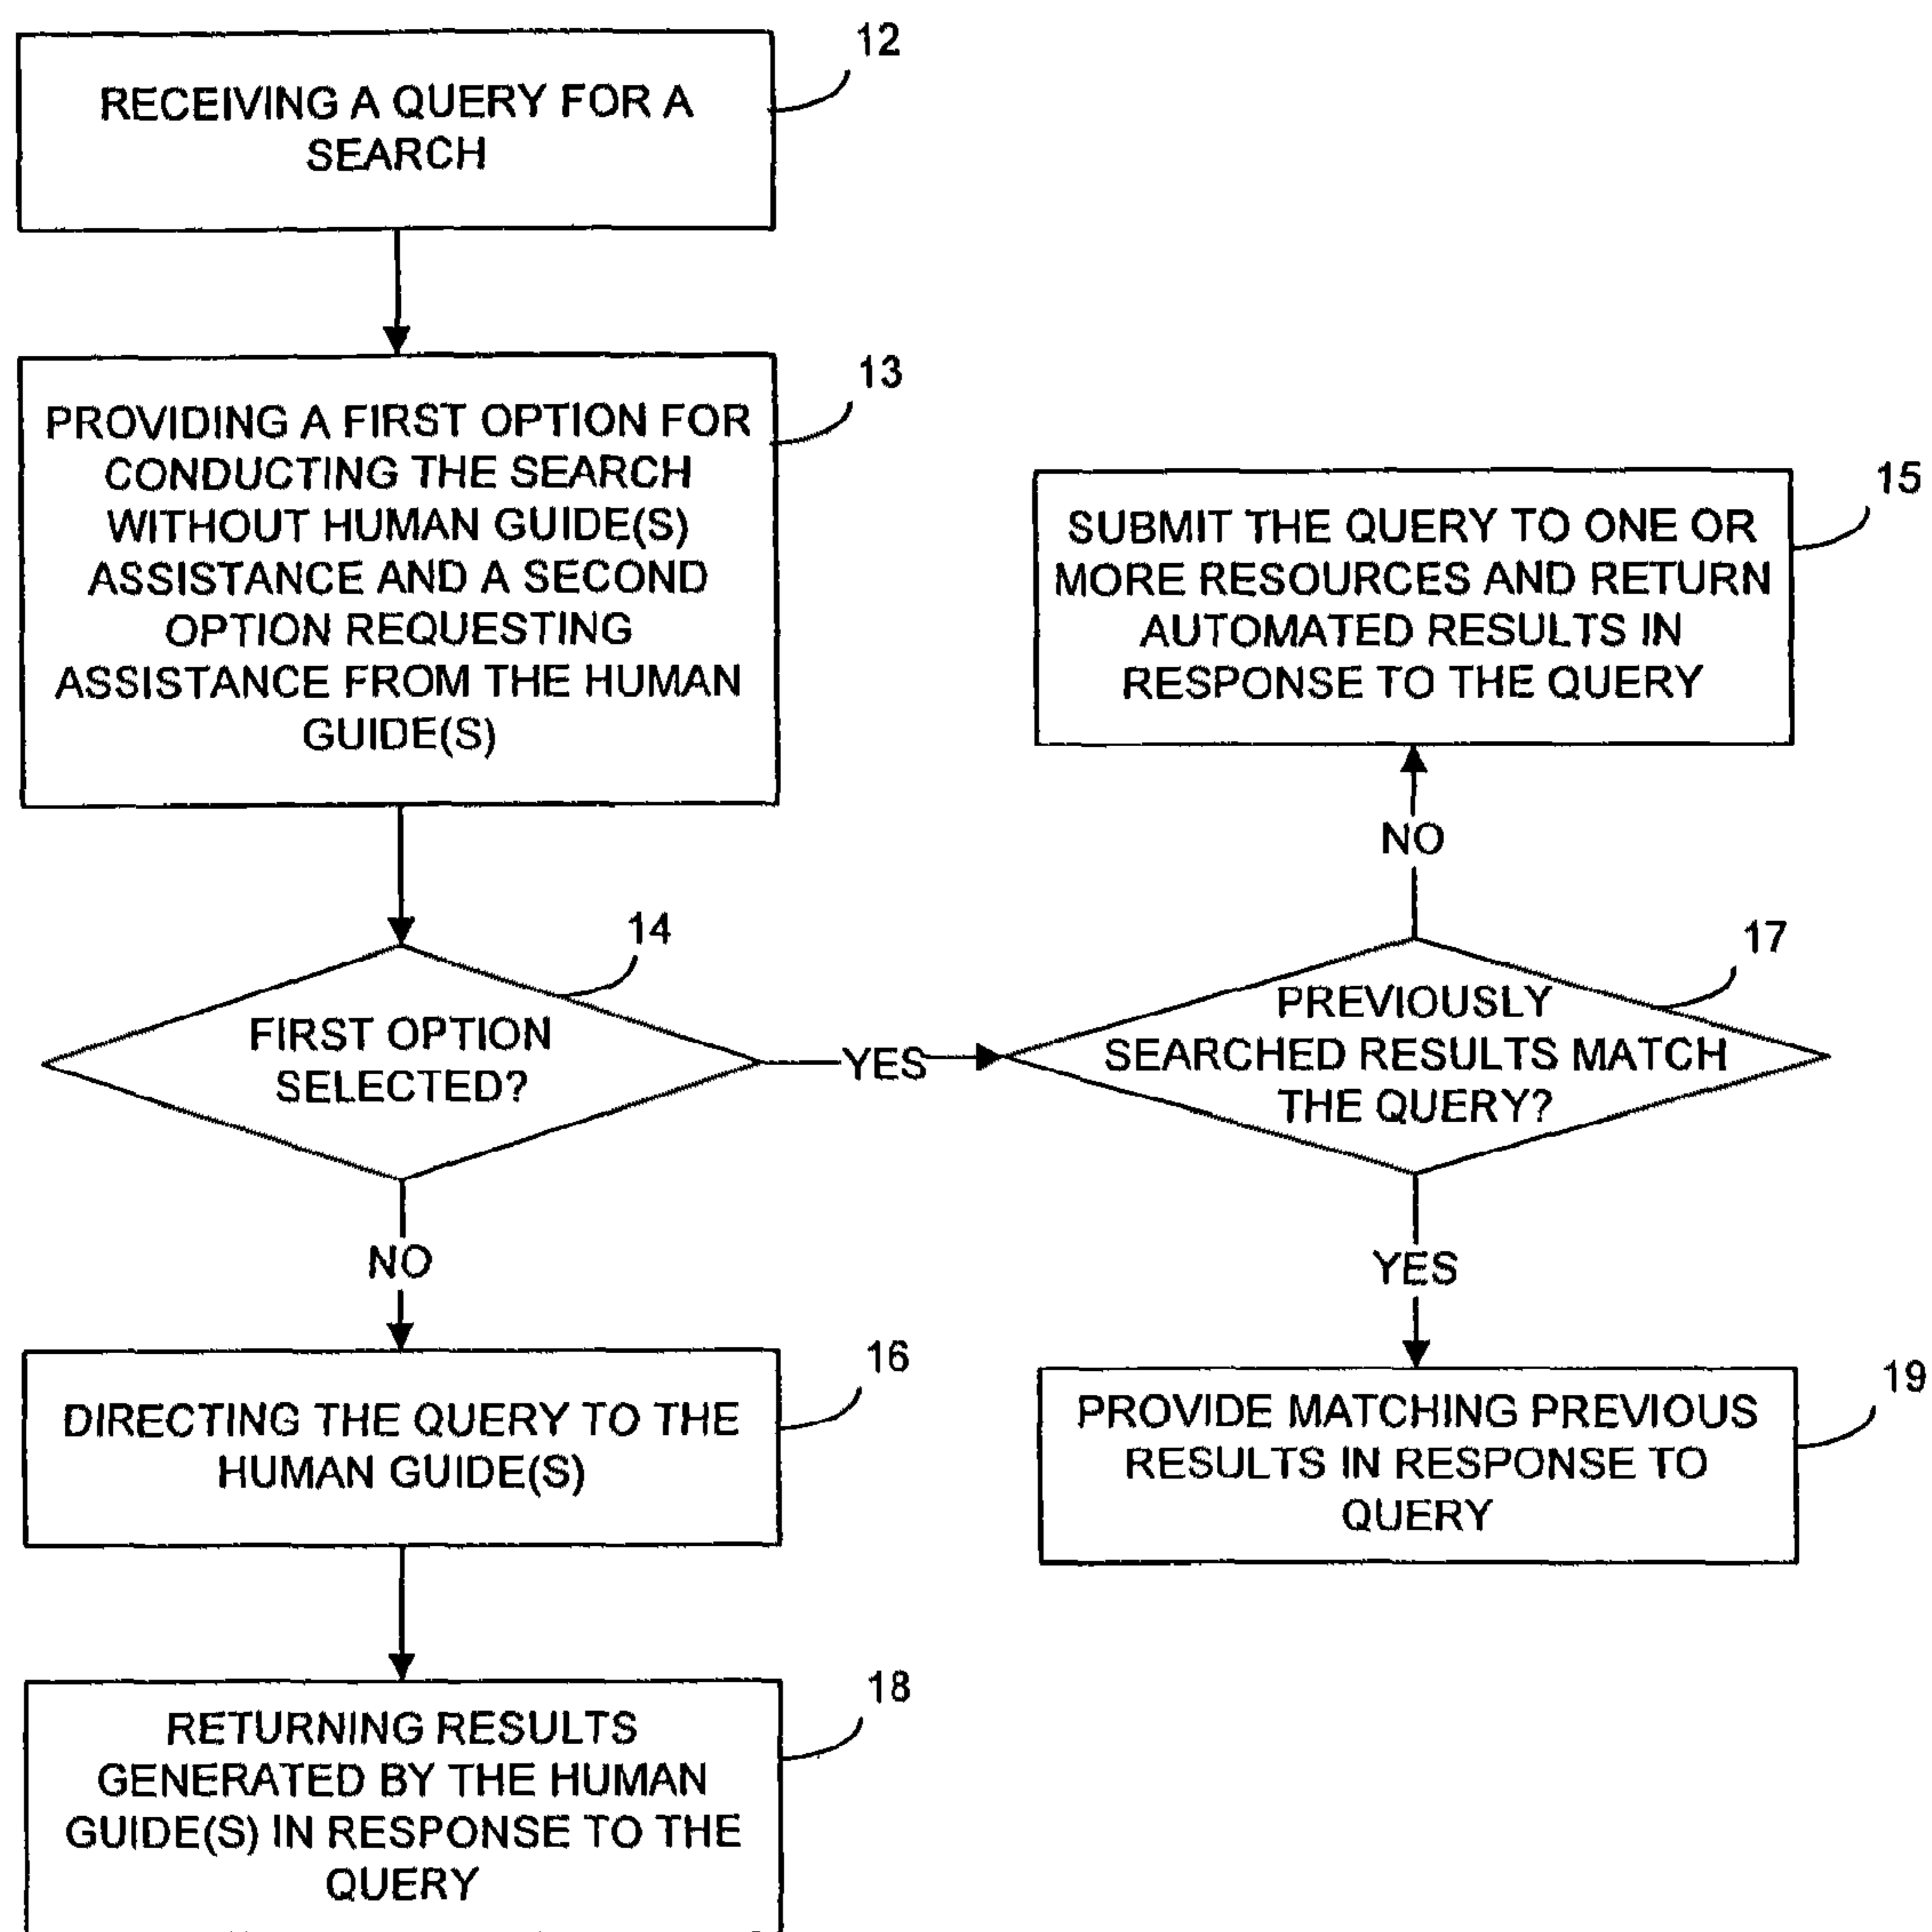 12
RECEIVING A QUERY FOR A
SEARCH
13
PROVIDING A FIRST OPTION FOR
CONDUCTING THE SEARCH
WITHOUT HUMAN GUIDE(S)
ASSISTANCE AND A SECOND
OPTION REQUESTING
ASSISTANCE FROM THE HUMAN
GUIDE(S)
14
FIRST OPTION
SELECTED?
YES
17
PREVIOUSLY
SEARCHED RESULTS MATCH
THE QUERY?
NO
15
SUBMIT THE QUERY TO ONE OR
MORE RESOURCES AND RETURN
AUTOMATED RESULTS IN
RESPONSE TO THE QUERY
YES
19
PROVIDE MATCHING PREVIOUS
RESULTS IN RESPONSE TO
QUERY
NO
16
DIRECTING THE QUERY TO THE
HUMAN GUIDE(S)
18
RETURNING RESULTS
GENERATED BY THE HUMAN
GUIDE(S) IN RESPONSE TO THE
QUERY